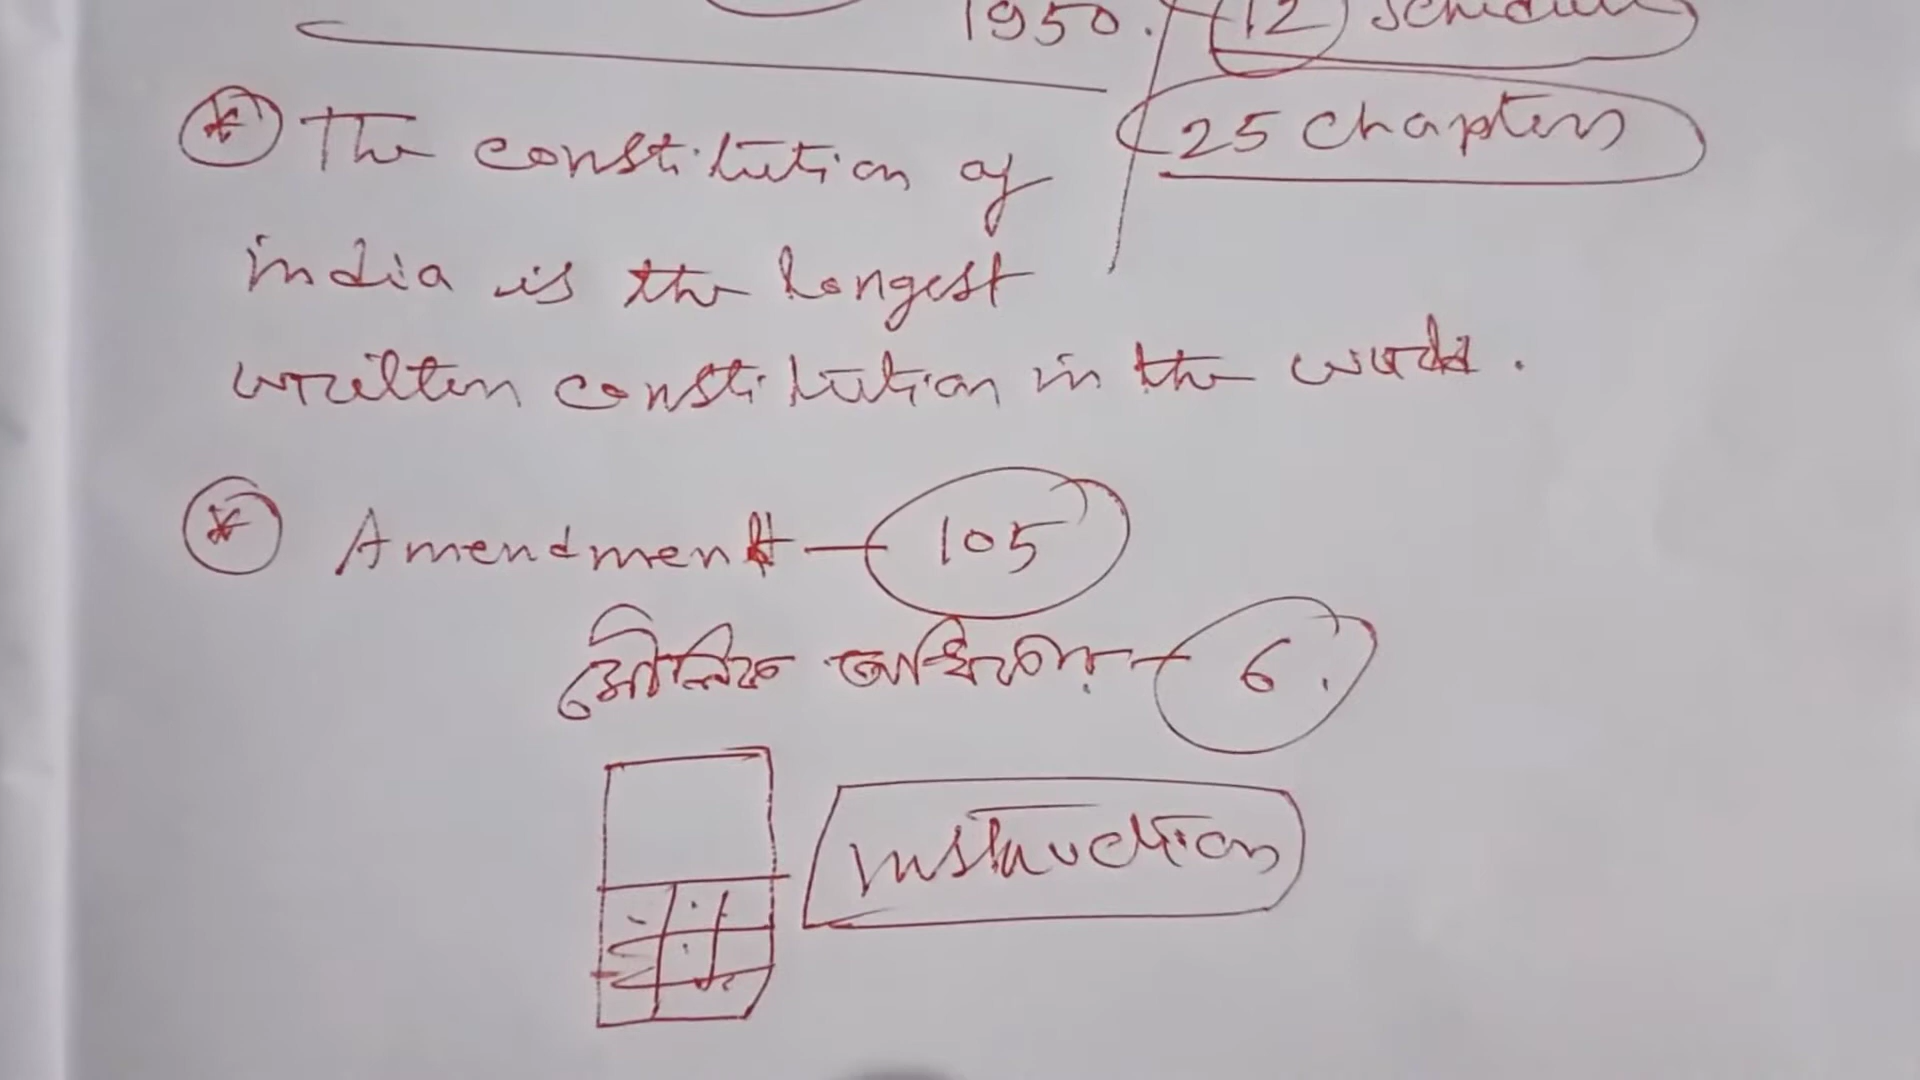 1950. 12 schedule
25 chapters
* The constitution of
india is the longest
written constitution in the world.
* Amendment - 105
মৌলিক অধিকার - 6.
instruction